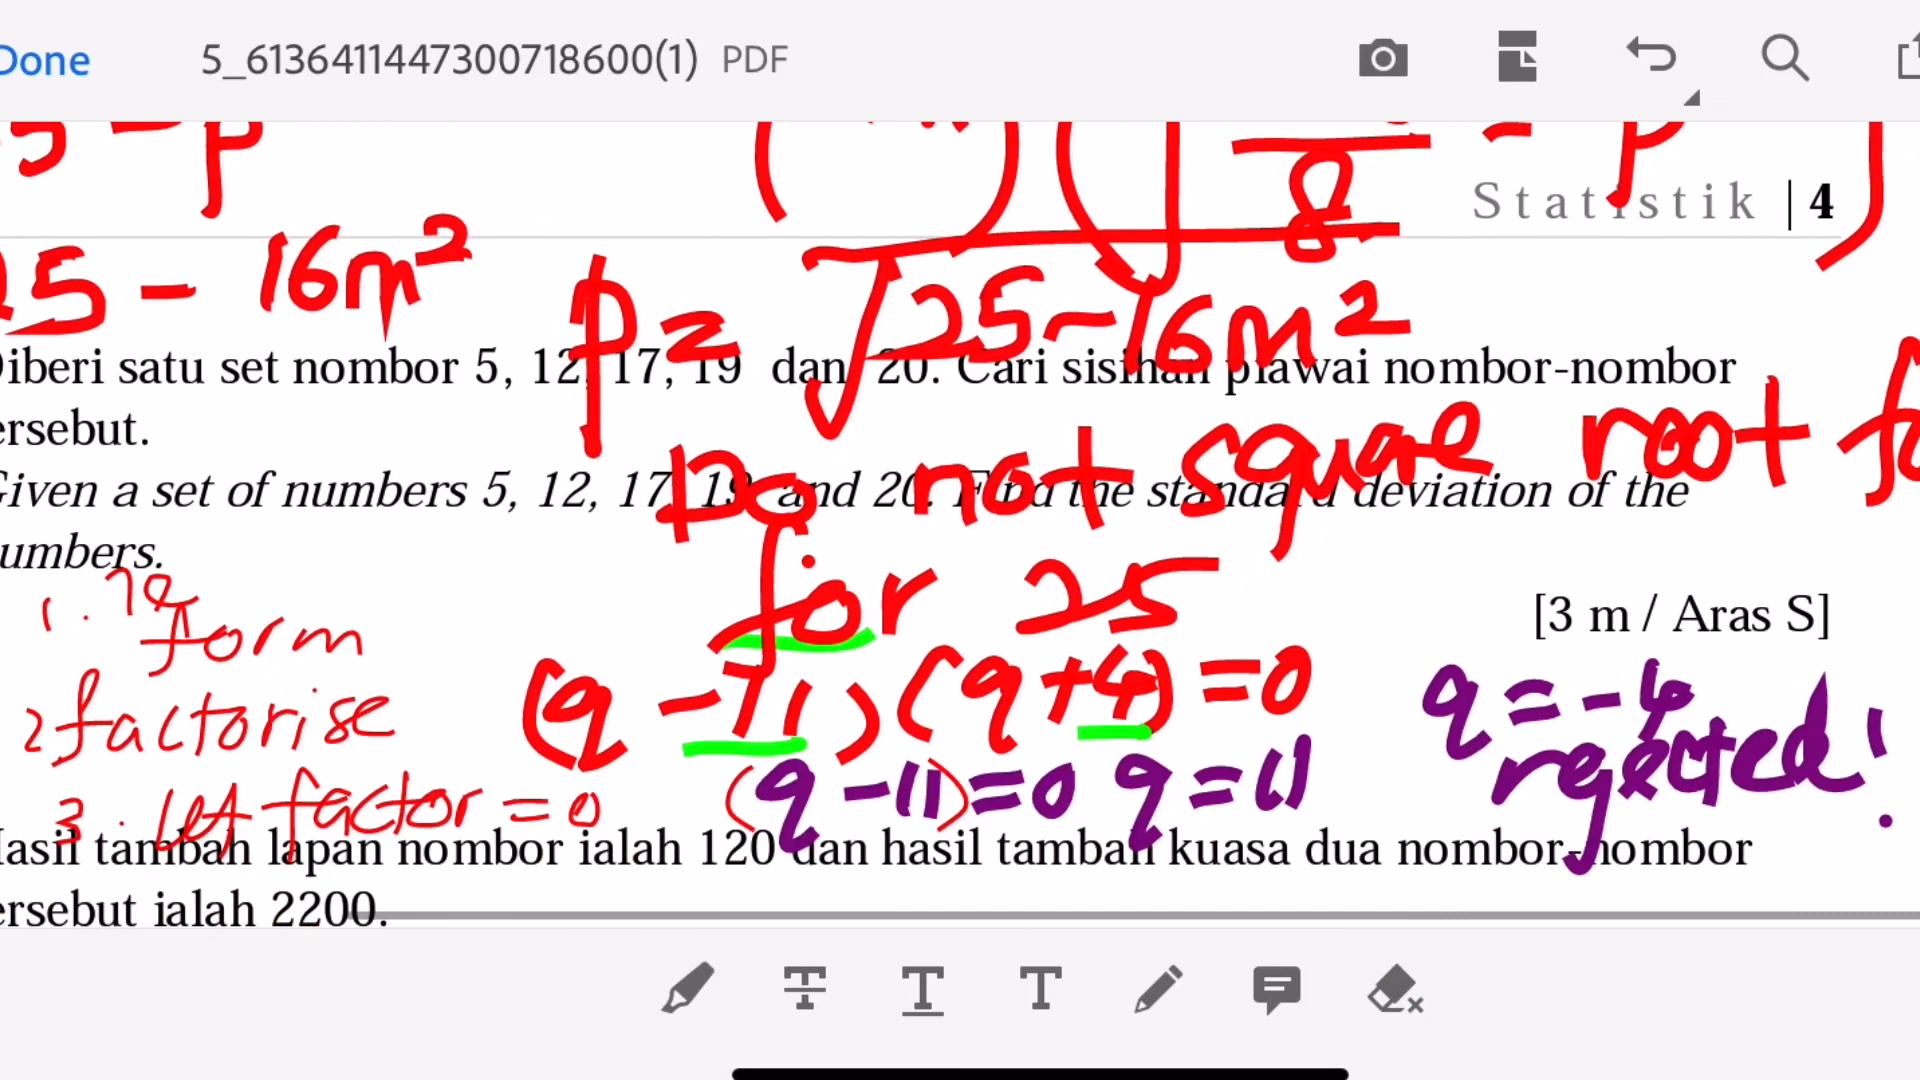 Done 5_6136411447300718600(1) PDF
Statistik |4
25 - 16m² p = √25-16m²
Diberi satu set nombor 5, 12, 17, 19 dan 20. Cari sisihan piawai nombor-nombor
tersebut.
Do not square root
Given a set of numbers 5, 12, 17, 19 and 20. Find the standard deviation of the
numbers.
for 25
[3 m / Aras S]
form
(q -11) (q+4) =0 q = -4
2 factorise rejected!
3. let factor = 0 (q -11)=0 q = 11
Hasil tambah lapan nombor ialah 120 dan hasil tambah kuasa dua nombor-nombor
tersebut ialah 2200.